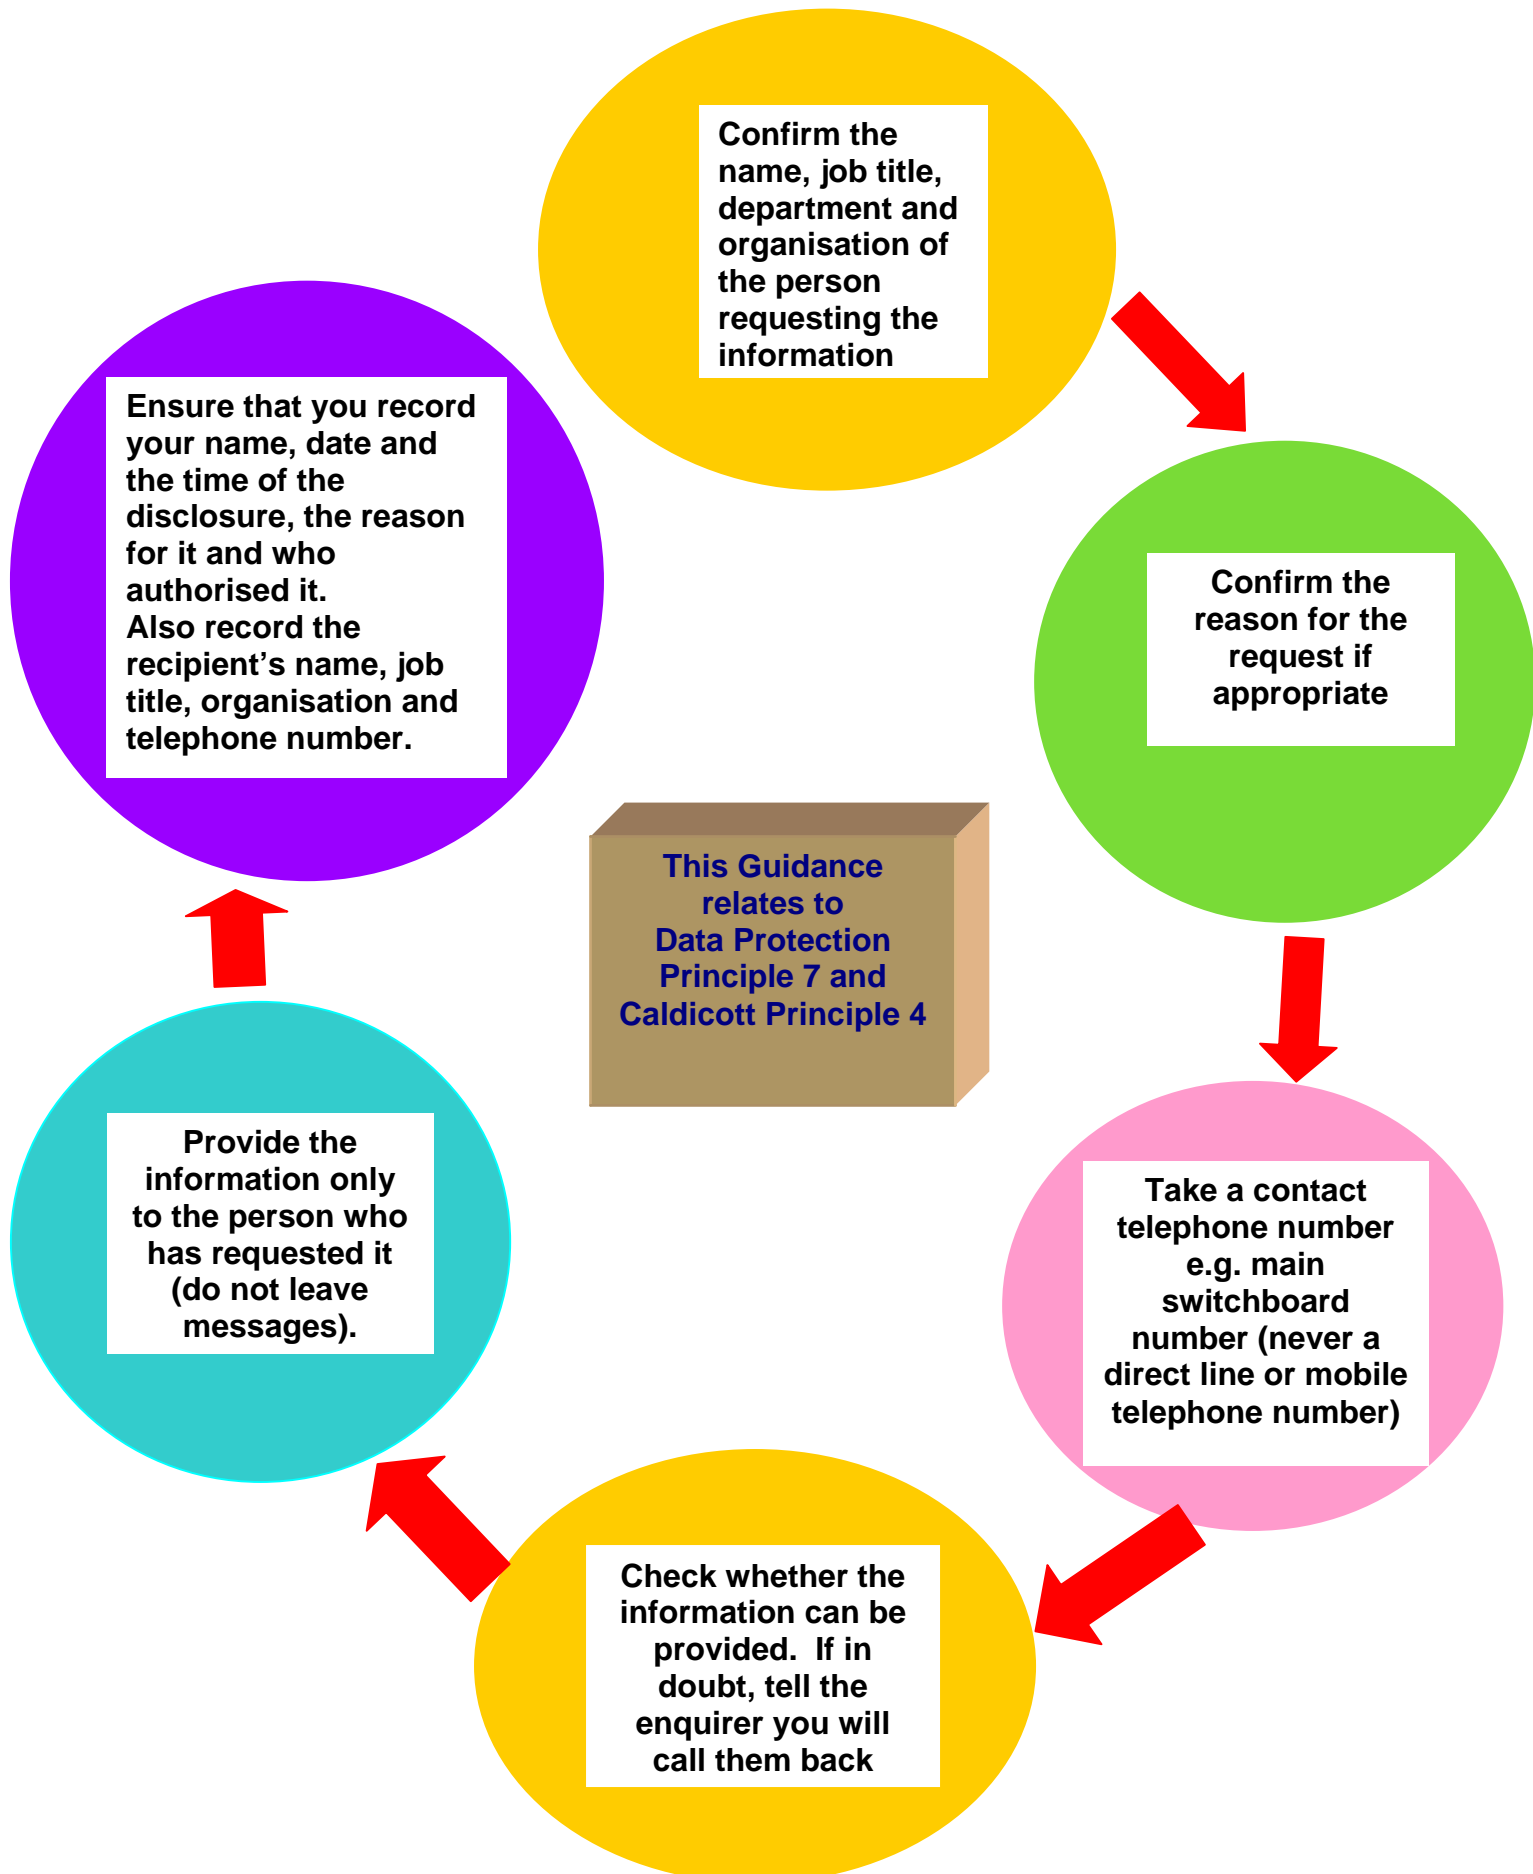 Confirm the
name, job title,
department and
organisation of
the person
requesting the
information
Confirm the
reason for the
request if
appropriate
Take a contact
telephone number
e.g. main
switchboard
number (never a
direct line or mobile
telephone number)
Check whether the
information can be
provided.  If in
doubt, tell the
enquirer you will
call them back
Provide the
information only
to the person who
has requested it
(do not leave
messages).
Ensure that you record
your name, date and
the time of the
disclosure, the reason
for it and who
authorised it.
Also record the
recipient’s name, job
title, organisation and
telephone number.
This Guidance
relates to
Data Protection
Principle 7 and
Caldicott Principle 4